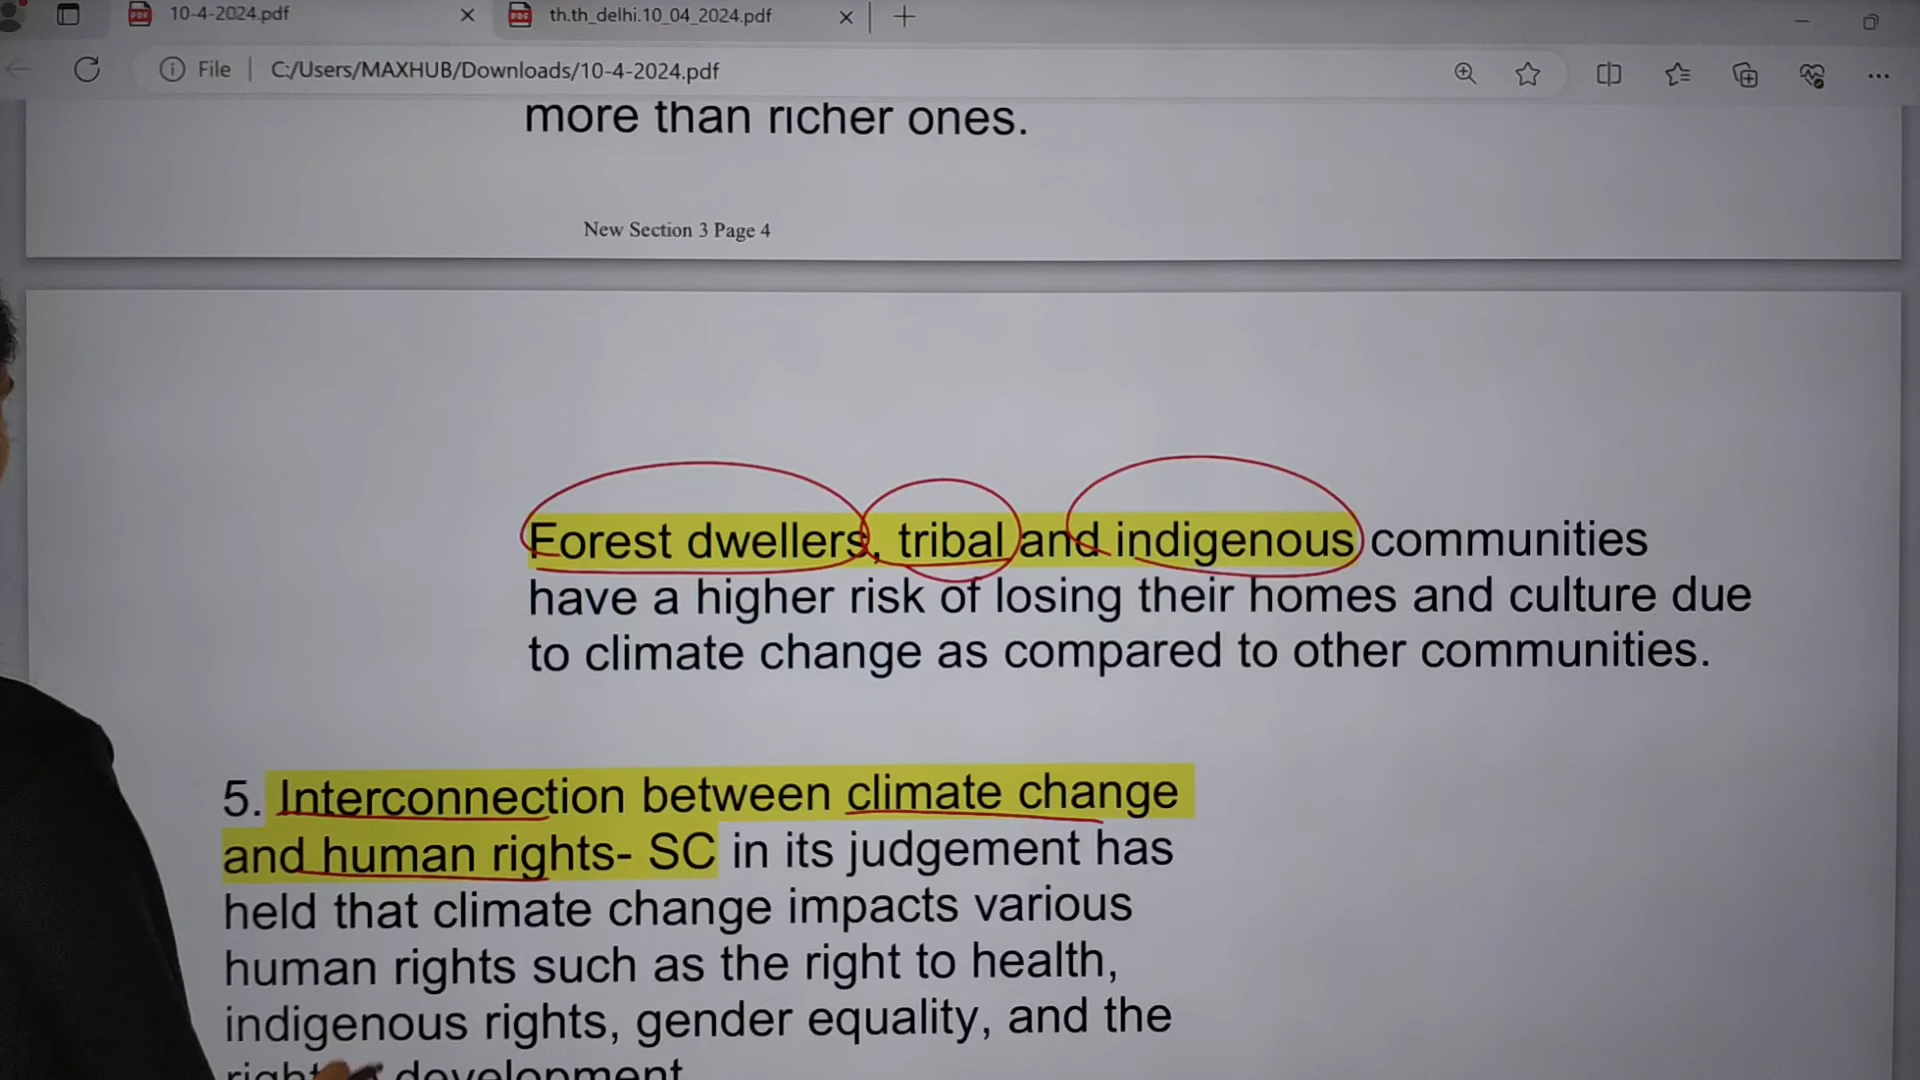 10-4-2024.pdf
th.th_delhi.10_04_2024.pdf
File
C:/Users/MAXHUB/Downloads/10-4-2024.pdf
more than richer ones.
New Section 3 Page 4
Forest dwellers, tribal and indigenous communities
have a higher risk of losing their homes and culture due
to climate change as compared to other communities.
5. Interconnection between climate change
and human rights- SC in its judgement has
held that climate change impacts various
human rights such as the right to health,
indigenous rights, gender equality, and the
development